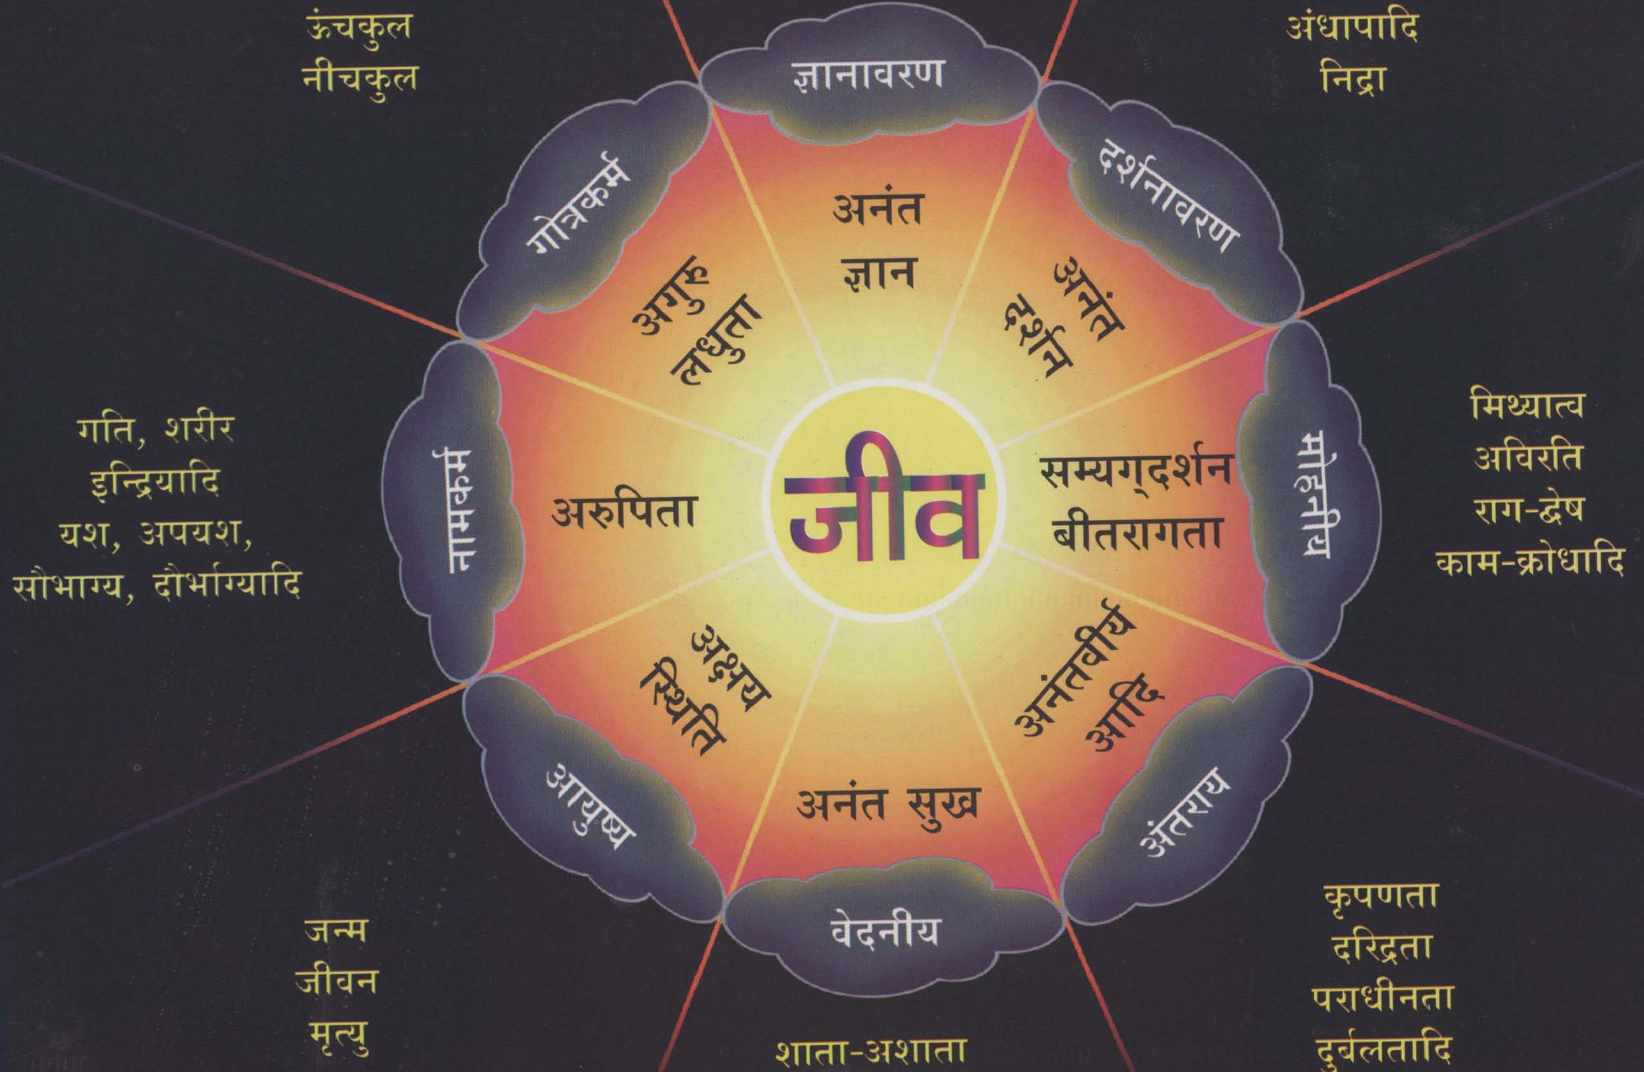 ऊंचकुल
नीचकुल
ज्ञानावरण
अंधापादि
निद्रा
गोत्रकर्म
दर्शनावरण
अनंत
ज्ञान
अगुरु
लधुता
अनंत
दर्शन
गति, शरीर
इन्द्रियादि
यश, अपयश,
सौभाग्य, दौर्भाग्यादि
नामकर्म
अरुपिता
जीव
सम्यग्दर्शन
बीतरागता
मोहनीय
मिथ्यात्व
अविरति
राग-द्वेष
काम-क्रोधादि
अक्षय
स्थिति
अनंतवीर्य
आदि
आयुष्य
अनंत सुख
अंतराय
जन्म
जीवन
मृत्यु
वेदनीय
शाता-अशाता
कृपणता
दरिद्रता
पराधीनता
दुर्बलतादि